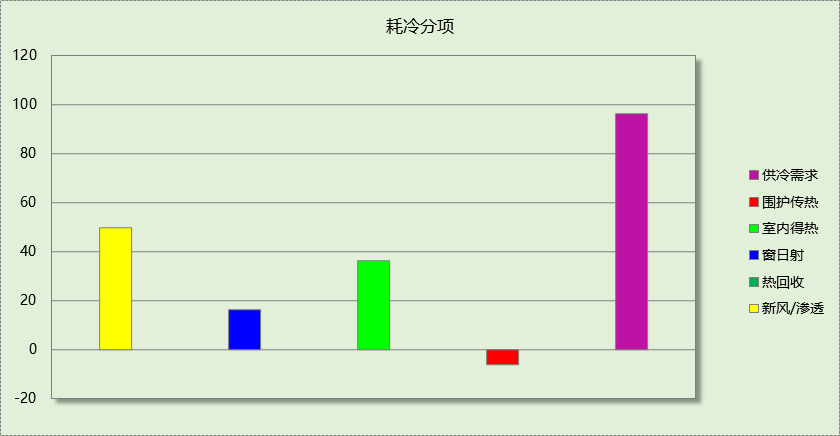 耗冷分项
120
100
80
60
40
20
0
-20
供冷需求
围护传热
室内得热
窗日射
热回收
新风/渗透